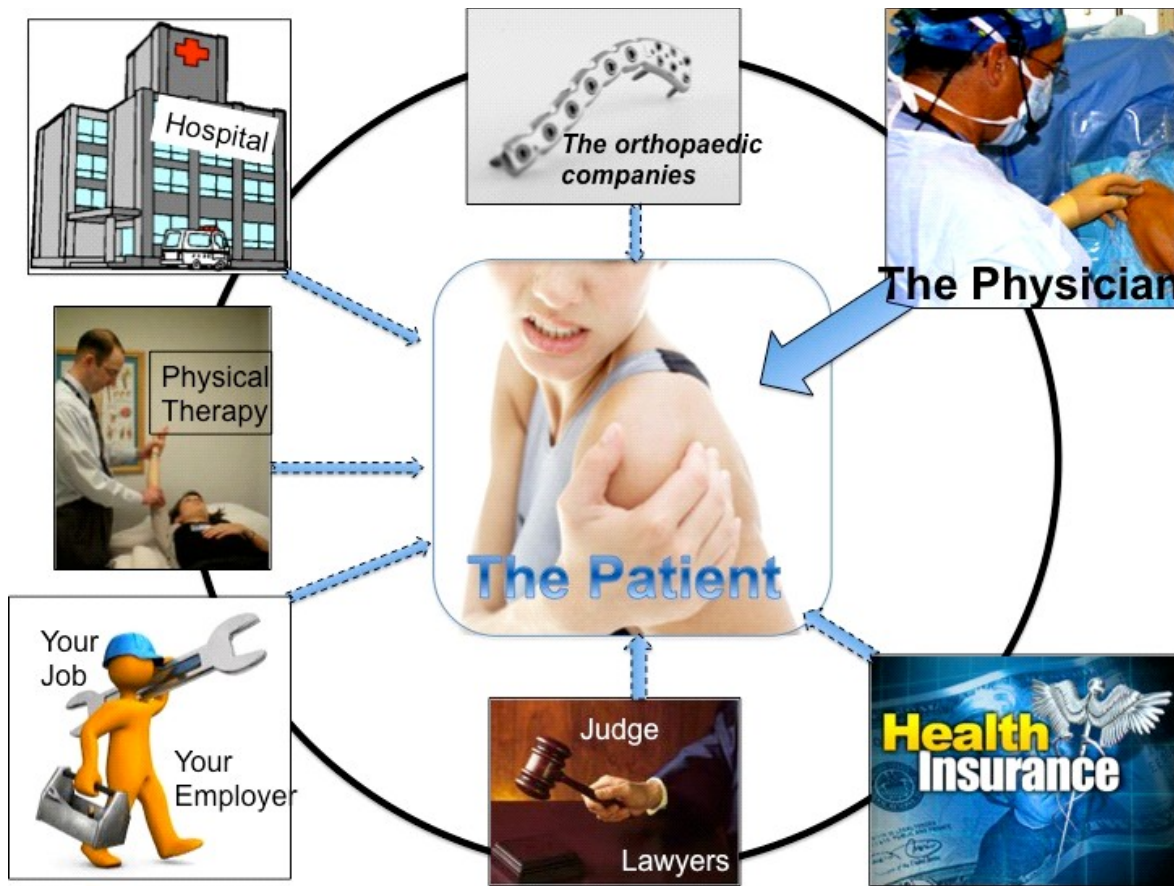 Hospital
The orthopaedic
companies
The Physician
Physical
Therapy
The Patient
Your
Job
Your
Employer
Judge
Lawyers
Health
Insurance